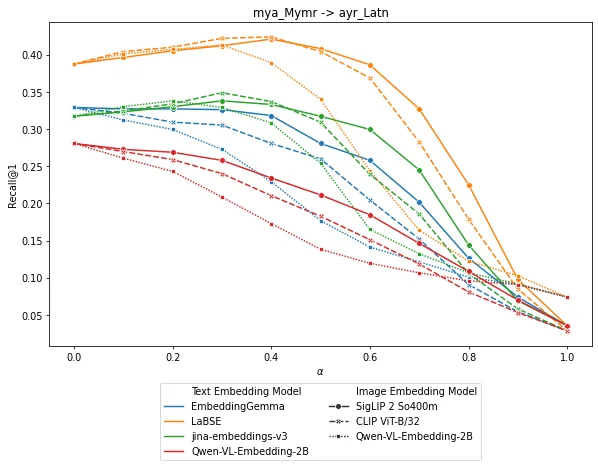 mya_Mymr -> ayr_Latn
Recall@1
0.40
0.35
0.30
0.25
0.20
0.15
0.10
0.05
0.0 0.2 0.4 0.6 0.8 1.0
α
Text Embedding Model Image Embedding Model
EmbeddingGemma SigLIP 2 So400m
LaBSE CLIP ViT-B/32
jina-embeddings-v3 Qwen-VL-Embedding-2B
Qwen-VL-Embedding-2B